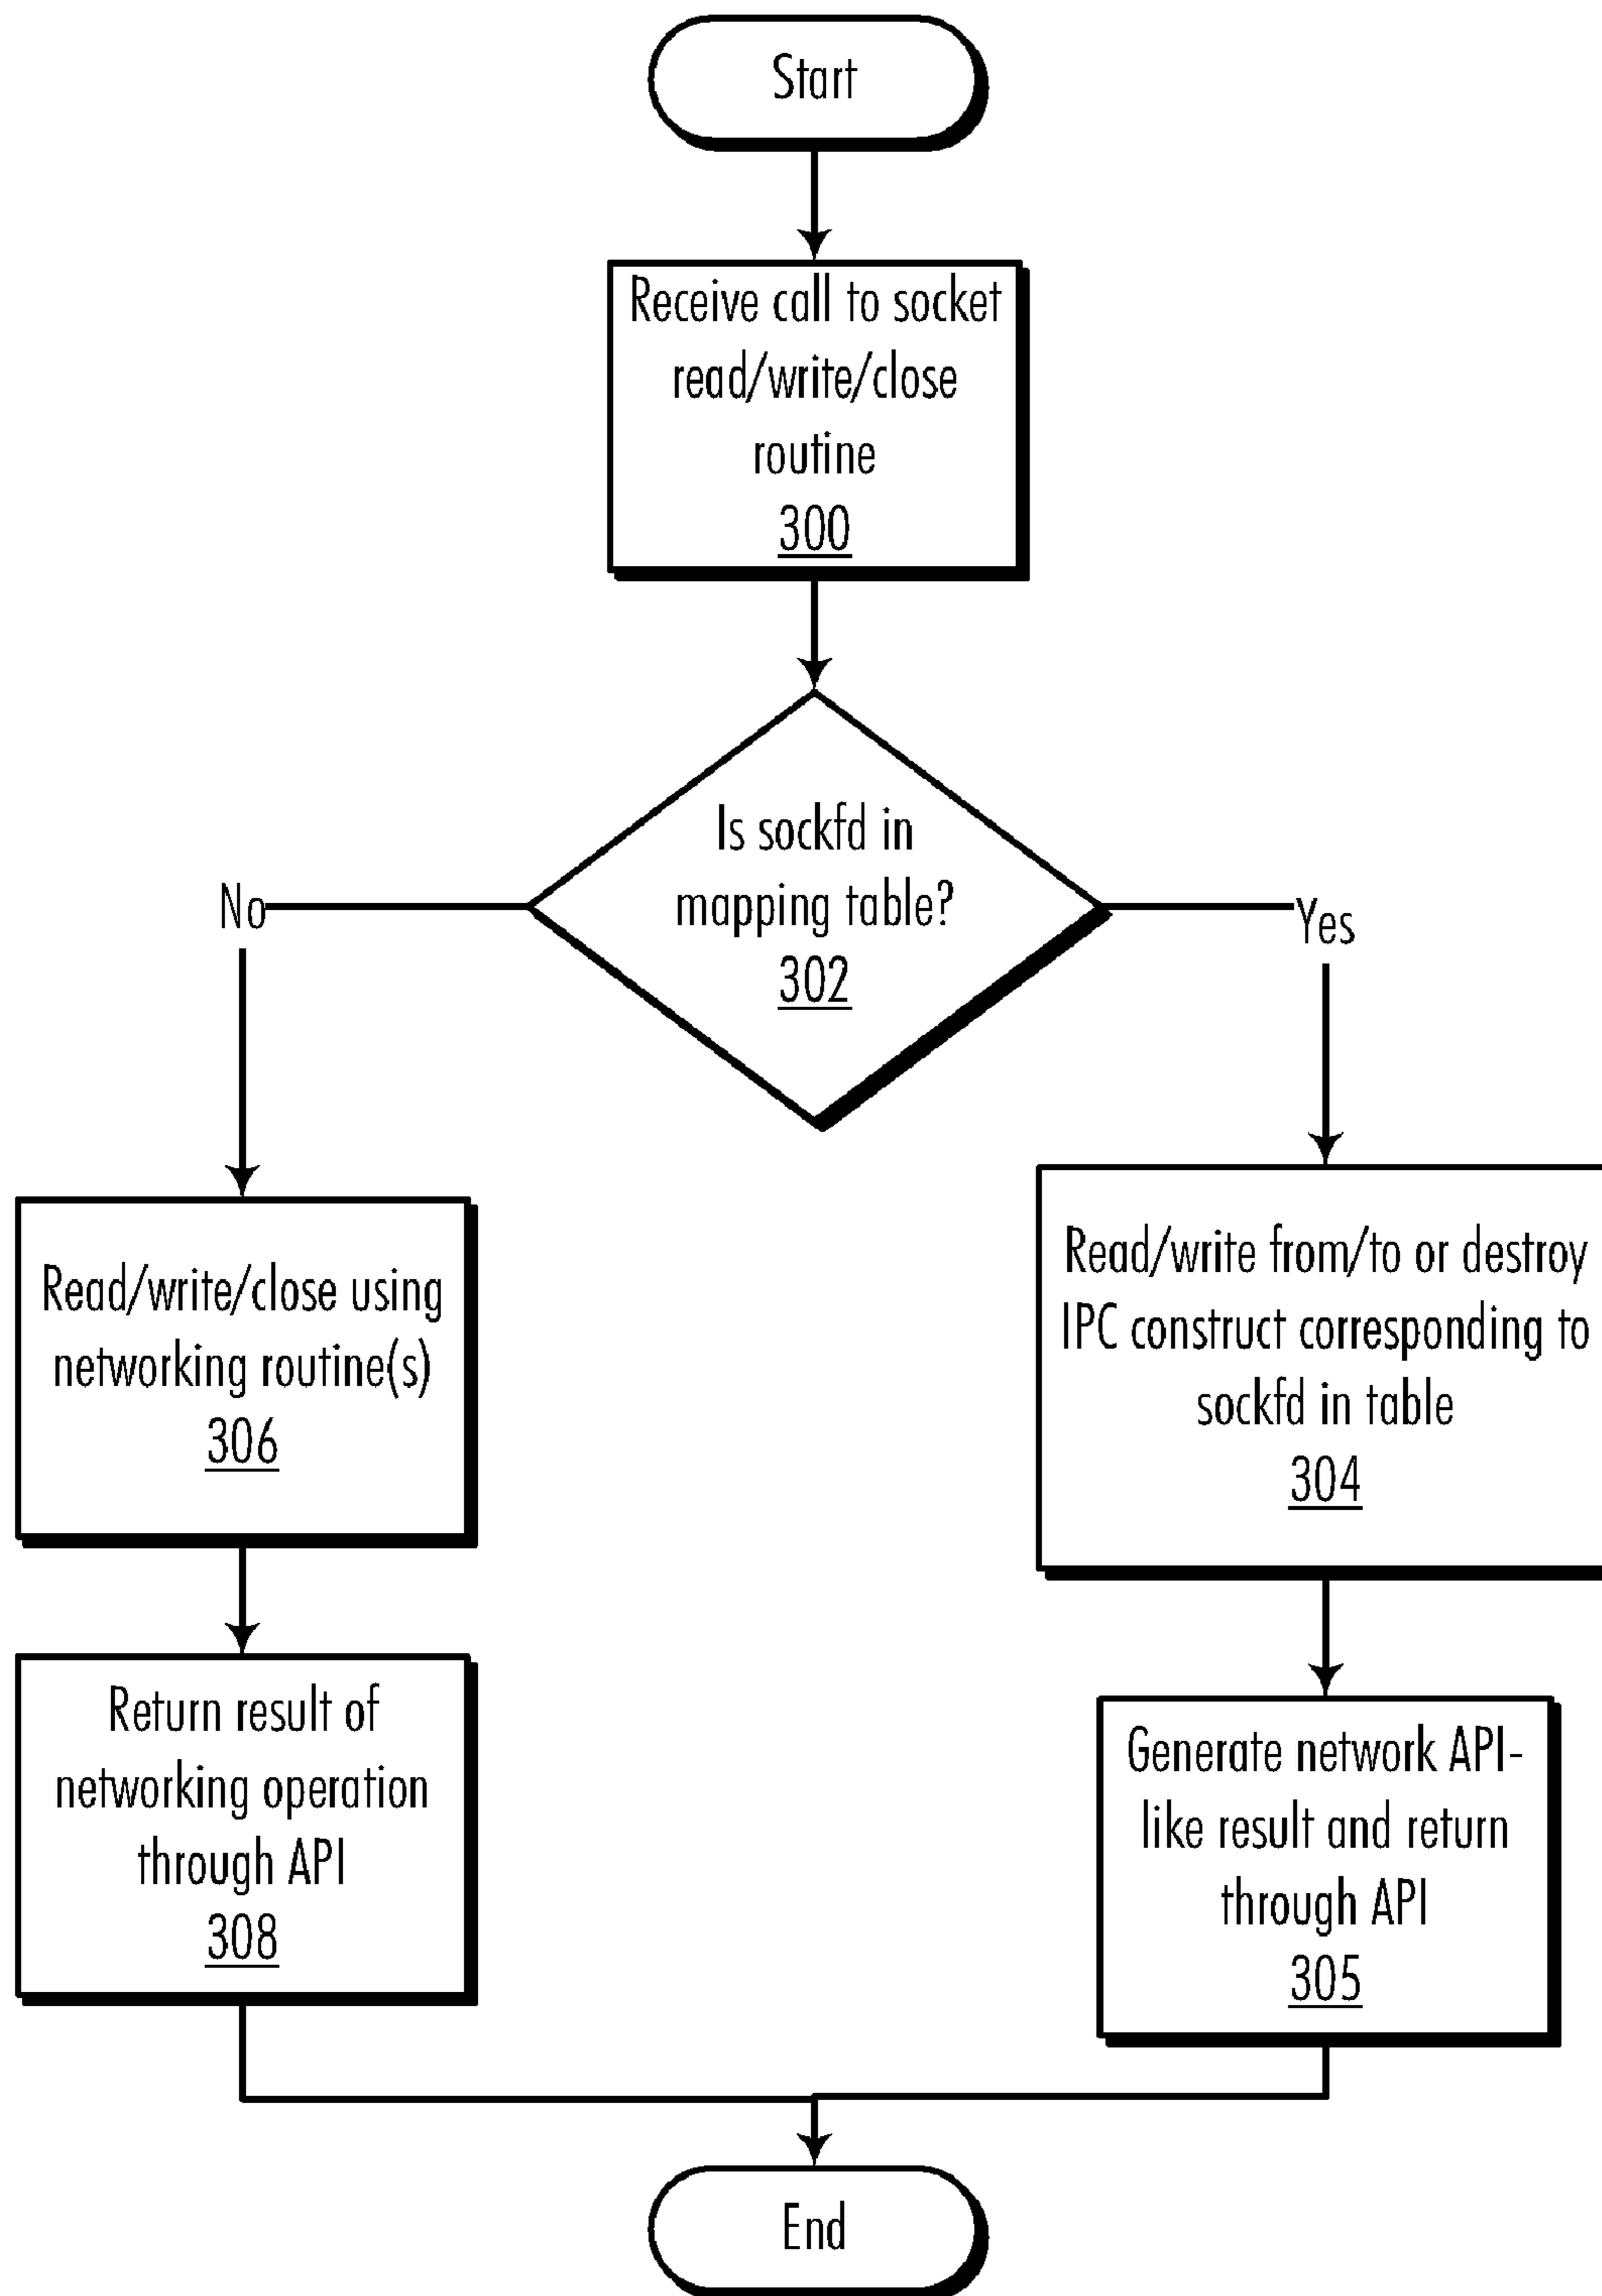 Start
Receive call to socket
read/write/close
routine
300
Is sockfd in
mapping table?
302
No
Yes
Read/write/close using
networking routine(s)
306
Read/write from/to or destroy
IPC construct corresponding to
sockfd in table
304
Return result of
networking operation
through API
308
Generate network API-
like result and return
through API
305
End